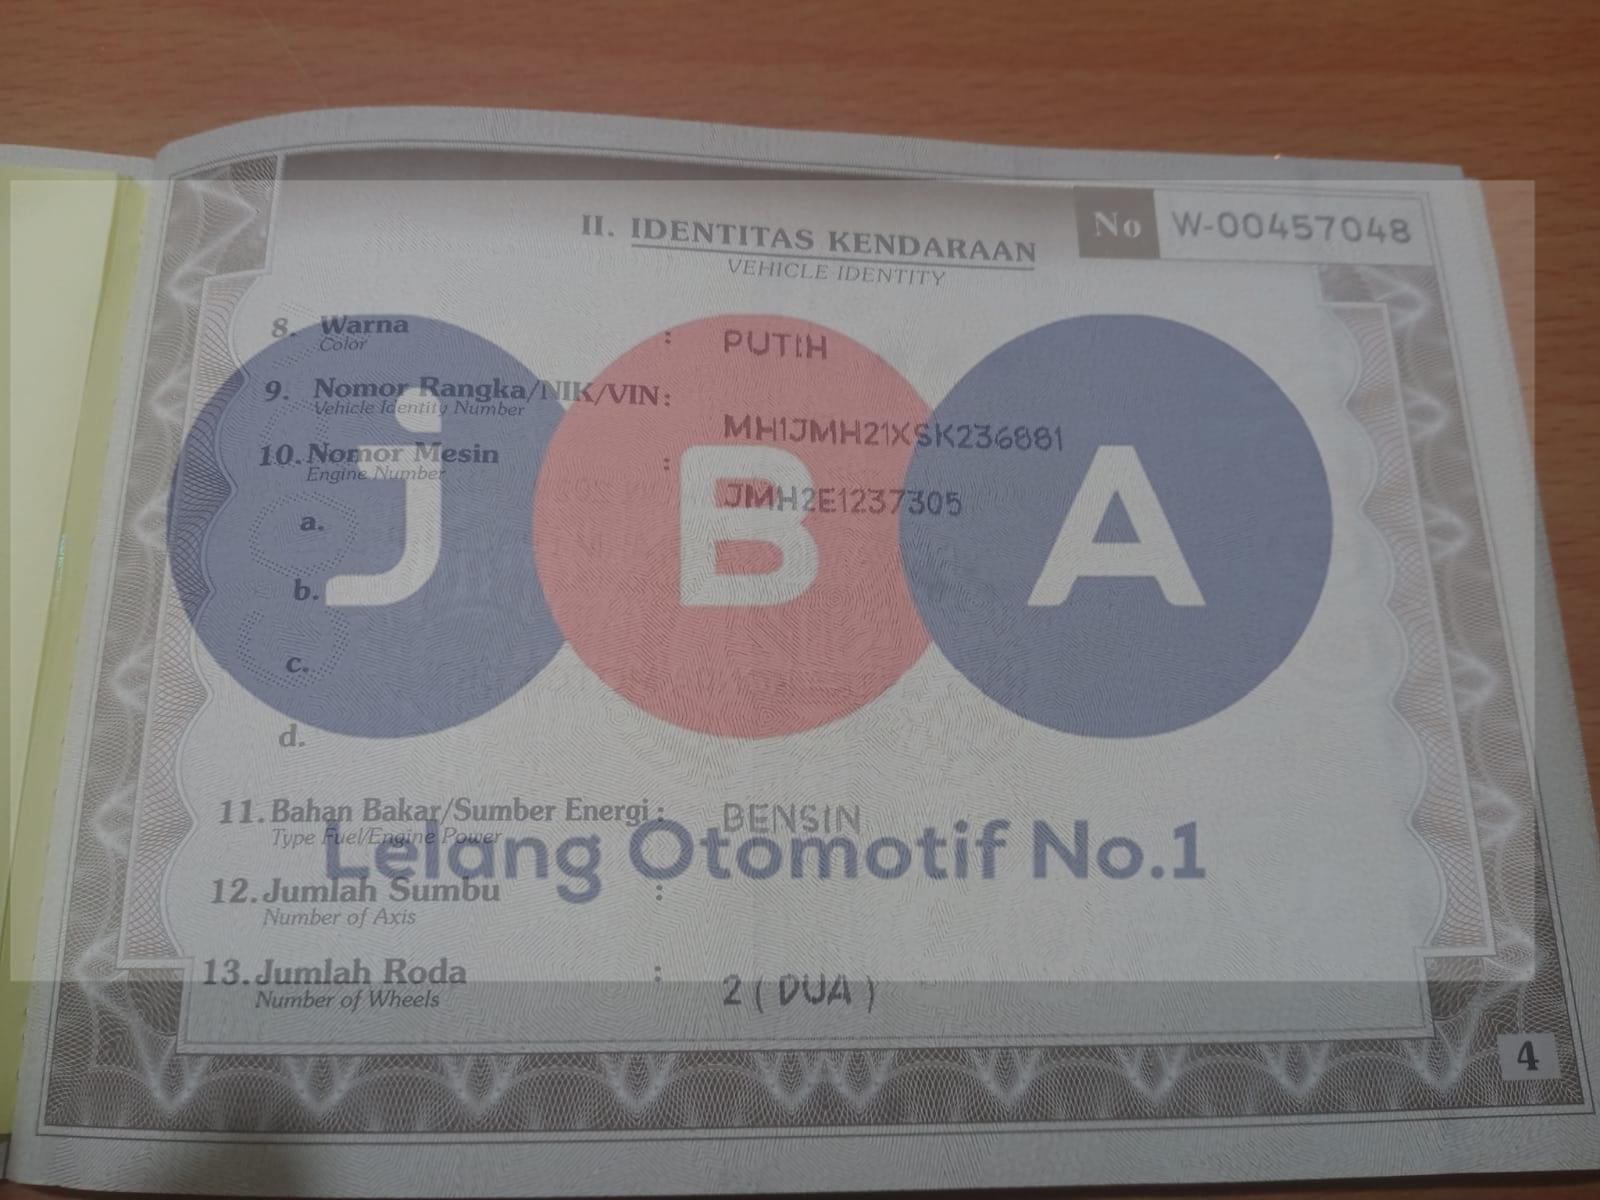 No W-00457048
II. IDENTITAS KENDARAAN
VEHICLE IDENTITY
8. Warna : PUTIH
Color
9. Nomor Rangka/NIK/VIN : MH1JMH21XSK236881
Vehicle Identity Number
10. Nomor Mesin : JMH2E1237305
Engine Number
a.
b.
c.
d.
jBA
11. Bahan Bakar/Sumber Energi : BENSIN
Type Fuel/Engine Power
Lelang Otomotif No.1
12. Jumlah Sumbu :
Number of Axis
13. Jumlah Roda : 2 ( DUA )
Number of Wheels
4